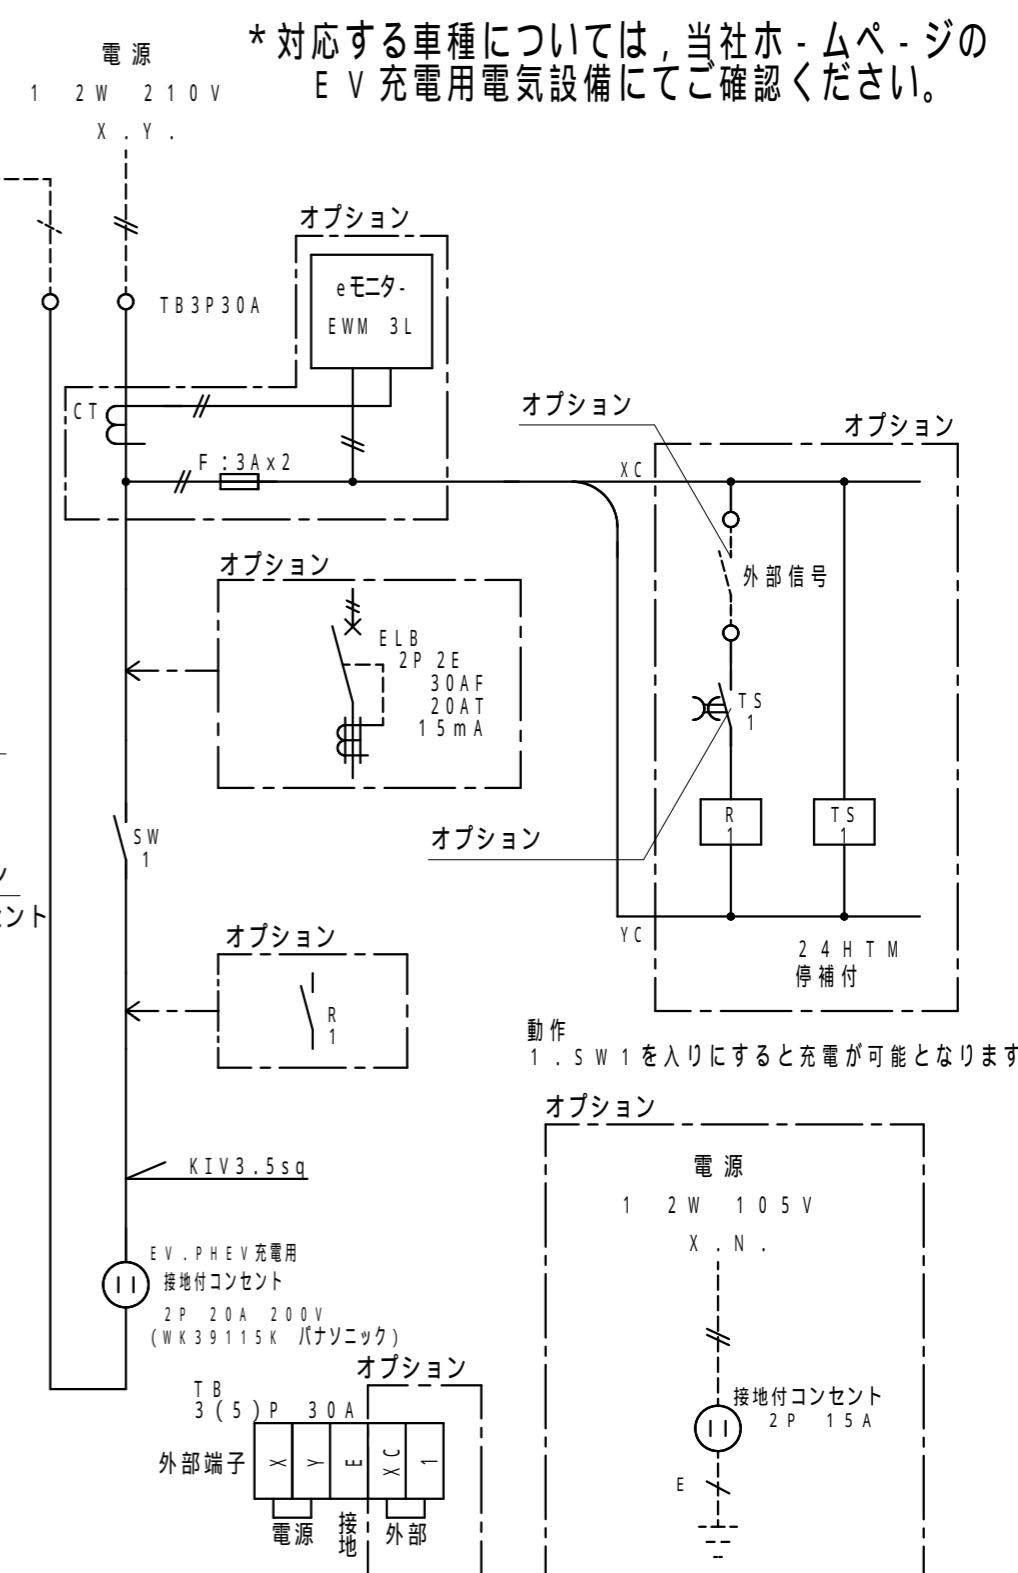 *対応する車種については,当社ホ-ムペ-ジの
EV充電用電気設備にてご確認ください。
電源
1 2W 210V
X.Y.
TB3P30A
オプション
eモニタ-
EWM 3L
CT
F:3Ax2
オプション
オプション
XC
外部信号
TS
1
オプション
ELB
2P 2E
30AF
20AT
15mA
R
1
TS
1
オプション
SW
1
ン
セント
YC
24HTM
停補付
オプション
R
1
動作
1.SW1を入りにすると充電が可能となります
オプション
電源
1 2W 105V
X.N.
接地付コンセント
2P 15A
E
KIV3.5sq
EV.PHEV充電用
接地付コンセント
2P 20A 200V
(WK39115K パナソニック)
オプション
TB
3(5)P 30A
外部端子
X Y E XC 1
電源
接地
外部